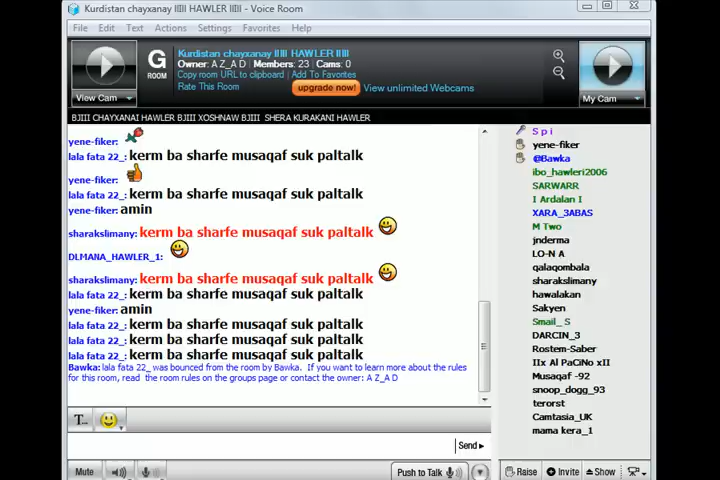 Kurdistan chayxanay llllll HAWLER llllll - Voice Room
File Edit Text Actions Settings Favorites Help
G ROOM
Kurdistan chayxanay llllll HAWLER llllll
Owner: A Z_A D | Members: 23 | Cams: 0
Copy room URL to clipboard | Add To Favorites
Rate This Room
upgrade now!
View unlimited Webcams
View Cam
My Cam
BJIII CHAYXANAI HAWLER BJIII XOSHNAW BJIII SHERA KURAKANI HAWLER
yene-fiker:
lala fata 22_: kerm ba sharfe musaqaf suk paltalk
yene-fiker:
lala fata 22_: kerm ba sharfe musaqaf suk paltalk
yene-fiker: amin
sharakslimany: kerm ba sharfe musaqaf suk paltalk
DLMANA_HAWLER_1:
sharakslimany: kerm ba sharfe musaqaf suk paltalk
lala fata 22_: kerm ba sharfe musaqaf suk paltalk
yene-fiker: amin
lala fata 22_: kerm ba sharfe musaqaf suk paltalk
lala fata 22_: kerm ba sharfe musaqaf suk paltalk
lala fata 22_: kerm ba sharfe musaqaf suk paltalk
Bawka: lala fata 22_ was bounced from the room by Bawka. If you want to learn more about the rules
for this room, read the room rules on the groups page or contact the owner: A Z_A D
S p i
yene-fiker
@Bawka
ibo_hawleri2006
SARWARR
I Ardalan I
XARA_3ABAS
M Two
jnderma
LO-N A
qalaqombala
sharakslimany
hawalakan
Sakyen
Smail_ S
DARCIN_3
Rostem-Saber
IIx Al PaCiNo xII
Musaqaf -92
snoop_dogg_93
terorst
Camtasia_UK
mama kera_1
T...
Send
Mute
Push to Talk
Raise
Invite
Show